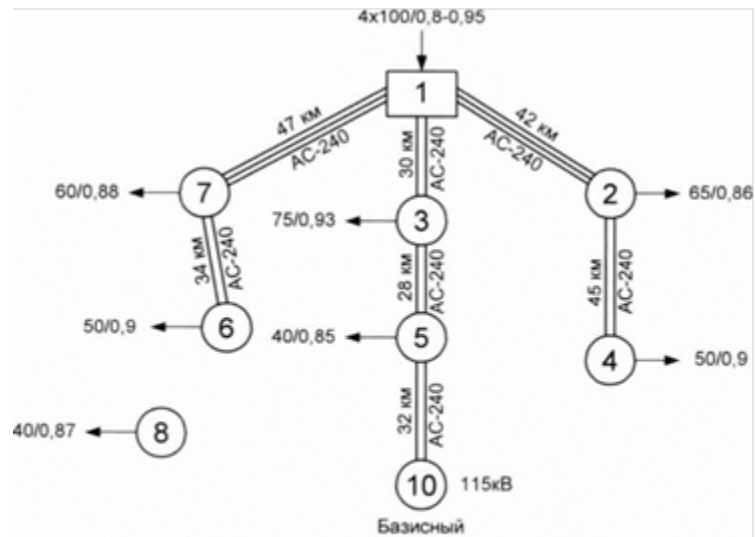 4x100/0,8-0,95
1
47 км
АС-240
42 км
АС-240
30 км
АС-240
7
60/0,88
2
65/0,86
3
75/0,93
34 км
АС-240
28 км
АС-240
45 км
АС-240
6
50/0,9
5
40/0,85
4
50/0,9
32 км
АС-240
8
40/0,87
10
115кВ
Базисный